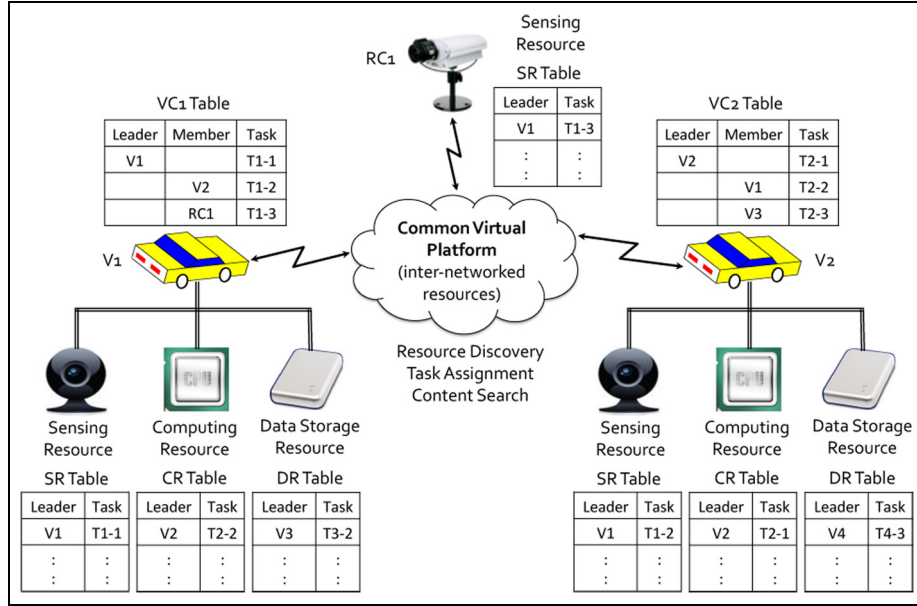 Sensing
Resource
RC1
SR Table
Leader Task
V1 T1-3
: :
: :
VC1 Table
Leader Member Task
V1 T1-1
V2 T1-2
RC1 T1-3
VC2 Table
Leader Member Task
V2 T2-1
V1 T2-2
V3 T2-3
V1
Common Virtual
Platform
(inter-networked
resources)
V2
Resource Discovery
Task Assignment
Content Search
CPU
Sensing
Resource
Computing
Resource
Data Storage
Resource
SR Table
Leader Task
V1 T1-1
: :
: :
CR Table
Leader Task
V2 T2-2
: :
: :
DR Table
Leader Task
V3 T3-2
: :
: :
CPU
Sensing
Resource
Computing
Resource
Data Storage
Resource
SR Table
Leader Task
V1 T1-2
: :
: :
CR Table
Leader Task
V2 T2-1
: :
: :
DR Table
Leader Task
V4 T4-3
: :
: :